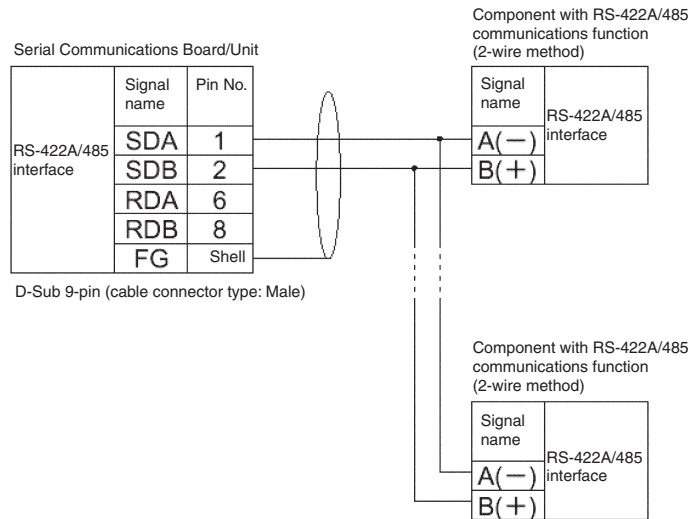 Component with RS-422A/485
communications function
(2-wire method)
Serial Communications Board/Unit
Signal
name
Pin No.
RS-422A/485
interface
SDA 1
SDB 2
RDA 6
RDB 8
FG Shell
D-Sub 9-pin (cable connector type: Male)
Signal
name
RS-422A/485
interface
A(−)
B(+)
Component with RS-422A/485
communications function
(2-wire method)
Signal
name
RS-422A/485
interface
A(−)
B(+)